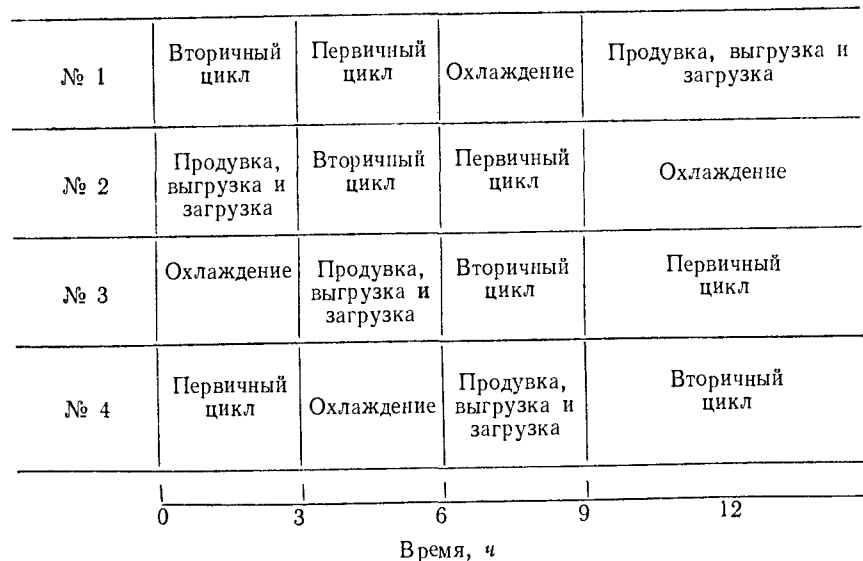 № 1
Вторичный
цикл
Первичный
цикл
Охлаждение
Продувка, выгрузка и
загрузка
№ 2
Продувка,
выгрузка и
загрузка
Вторичный
цикл
Первичный
цикл
Охлаждение
№ 3
Охлаждение
Продувка,
выгрузка и
загрузка
Вторичный
цикл
Первичный
цикл
№ 4
Первичный
цикл
Охлаждение
Продувка,
выгрузка и
загрузка
Вторичный
цикл
0 3 6 9 12
Время, ч